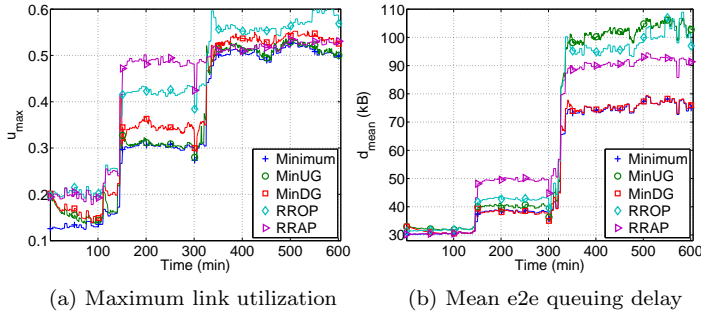 0.6
0.5
0.4
0.3
0.2
0.1
u_max
100 200 300 400 500 600
Time (min)
Minimum
MinUG
MinDG
RROP
RRAP
(a) Maximum link utilization
110
100
90
80
70
60
50
40
30
d_mean (kB)
100 200 300 400 500 600
Time (min)
Minimum
MinUG
MinDG
RROP
RRAP
(b) Mean e2e queuing delay